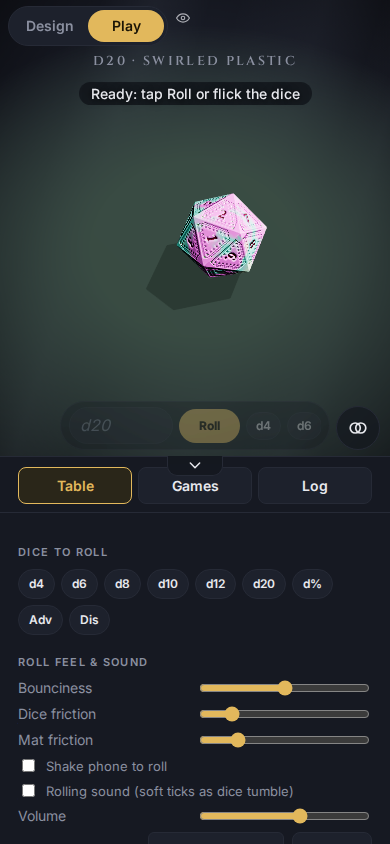 Design Play
D20 · SWIRLED PLASTIC
Ready: tap Roll or flick the dice
2
1
d20 Roll d4 d6
Table Games Log
DICE TO ROLL
d4 d6 d8 d10 d12 d20 d%
Adv Dis
ROLL FEEL & SOUND
Bounciness
Dice friction
Mat friction
Shake phone to roll
Rolling sound (soft ticks as dice tumble)
Volume